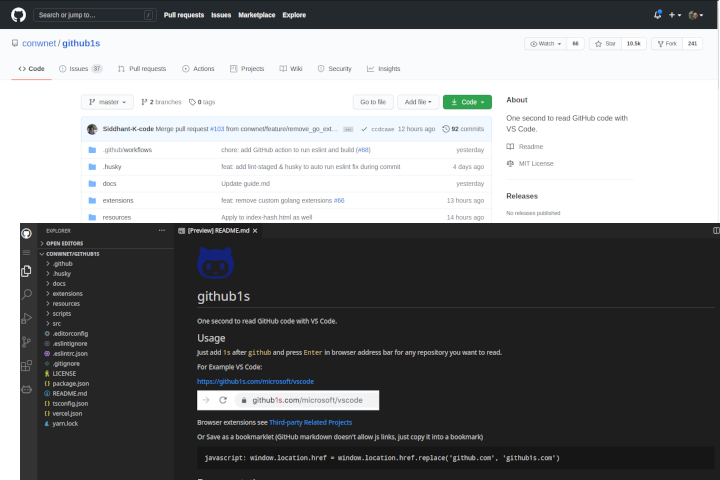 Search or jump to… /
Pull requests Issues Marketplace Explore
conwnet / github1s
Watch 66 Star 10.5k Fork 241
Code Issues 37 Pull requests Actions Projects Wiki Security Insights
master 2 branches 0 tags Go to file Add file Code
About
Siddhant-K-code Merge pull request #103 from conwnet/feature/remove_go_ext… 12 hours ago 92 commits
One second to read GitHub code with
VS Code.
.github/workflows chore: add GitHub action to run eslint and build (#68) yesterday
Readme
.husky feat: add lint-staged & husky to auto run eslint fix during commit 4 days ago
MIT License
docs Update guide.md yesterday
extensions feat: remove custom golang extensions #66 13 hours ago
Releases
resources Apply to index-hash.html as well 14 hours ago
No releases published
EXPLORER ···
[Preview] README.md
OPEN EDITORS
CONWNET/GITHUB1S
.github
.husky
docs
extensions
resources
scripts
src
.editorconfig
.eslintignore
.eslintrc.json
.gitignore
LICENSE
package.json
README.md
tsconfig.json
vercel.json
yarn.lock
github1s
One second to read GitHub code with VS Code.
Usage
Just add 1s after github and press Enter in browser address bar for any repository you want to read.
For Example VS Code:
https://github1s.com/microsoft/vscode
github1s.com/microsoft/vscode
Browser extensions see Third-party Related Projects
Or Save as a bookmarklet (GitHub markdown doesn't allow js links, just copy it into a bookmark)
javascript: window.location.href = window.location.href.replace('github.com', 'github1s.com')